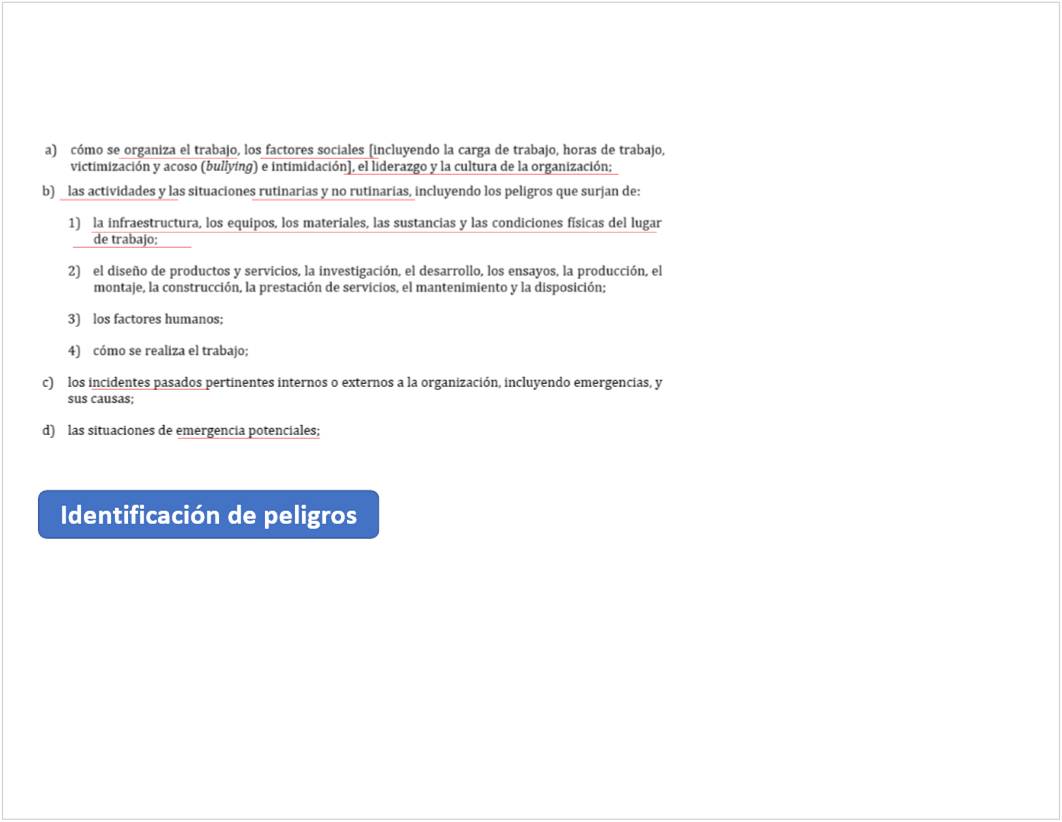 a) cómo se organiza el trabajo, los factores sociales [incluyendo la carga de trabajo, horas de trabajo,
victimización y acoso (bullying) e intimidación], el liderazgo y la cultura de la organización;
b) las actividades y las situaciones rutinarias y no rutinarias, incluyendo los peligros que surjan de:
1) la infraestructura, los equipos, los materiales, las sustancias y las condiciones físicas del lugar
de trabajo;
2) el diseño de productos y servicios, la investigación, el desarrollo, los ensayos, la producción, el
montaje, la construcción, la prestación de servicios, el mantenimiento y la disposición;
3) los factores humanos;
4) cómo se realiza el trabajo;
c) los incidentes pasados pertinentes internos o externos a la organización, incluyendo emergencias, y
sus causas;
d) las situaciones de emergencia potenciales;
Identificación de peligros